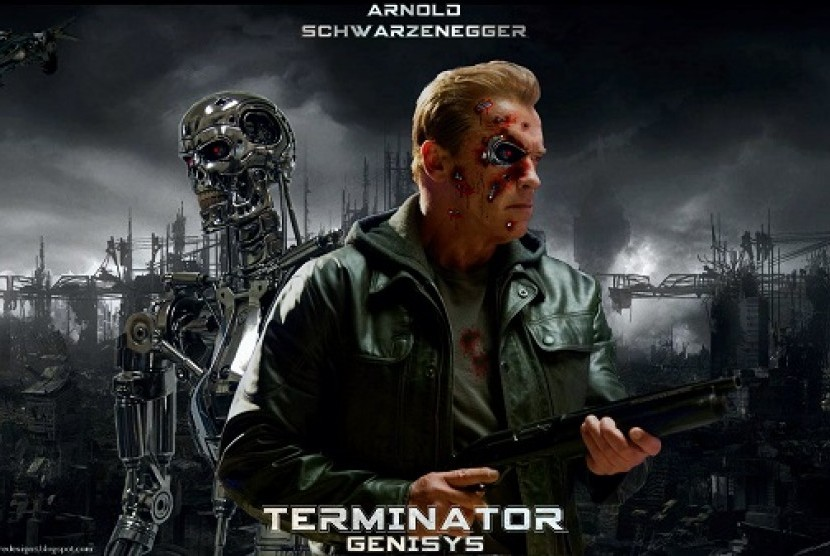 ARNOLD
SCHWARZENEGGER
TERMINATOR
GENISYS